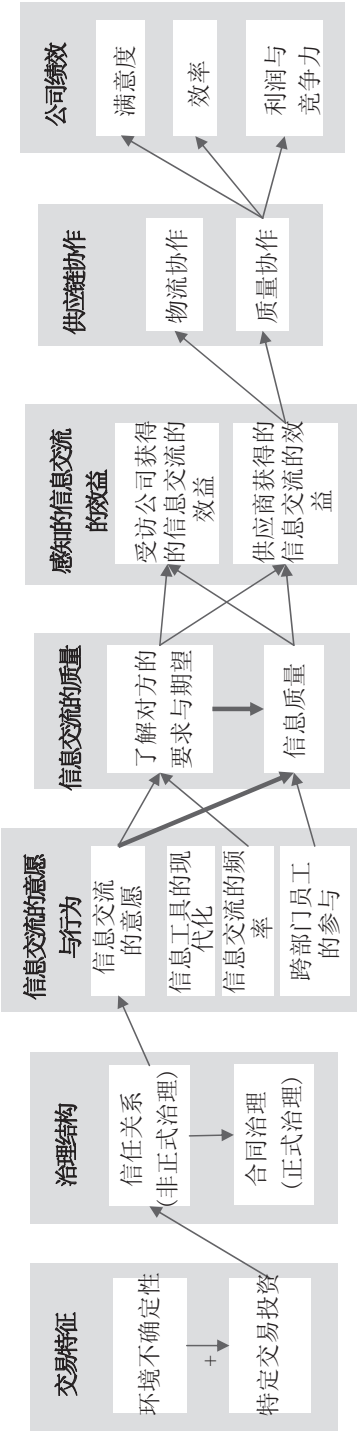 交易特征
环境不确定性
+
特定交易投资
治理结构
信任关系
(非正式治理)
合同治理
(正式治理)
信息交流的意愿
与行为
信息交流
的意愿
信息工具的现
代化
信息交流的频
率
跨部门员工
的参与
信息交流的质量
了解对方的
要求与期望
信息质量
感知的信息交流
的效益
受访公司获得
的信息交流的
效益
供应商获得的
信息交流的效
益
供应链协作
物流协作
质量协作
公司绩效
满意度
效率
利润与
竞争力